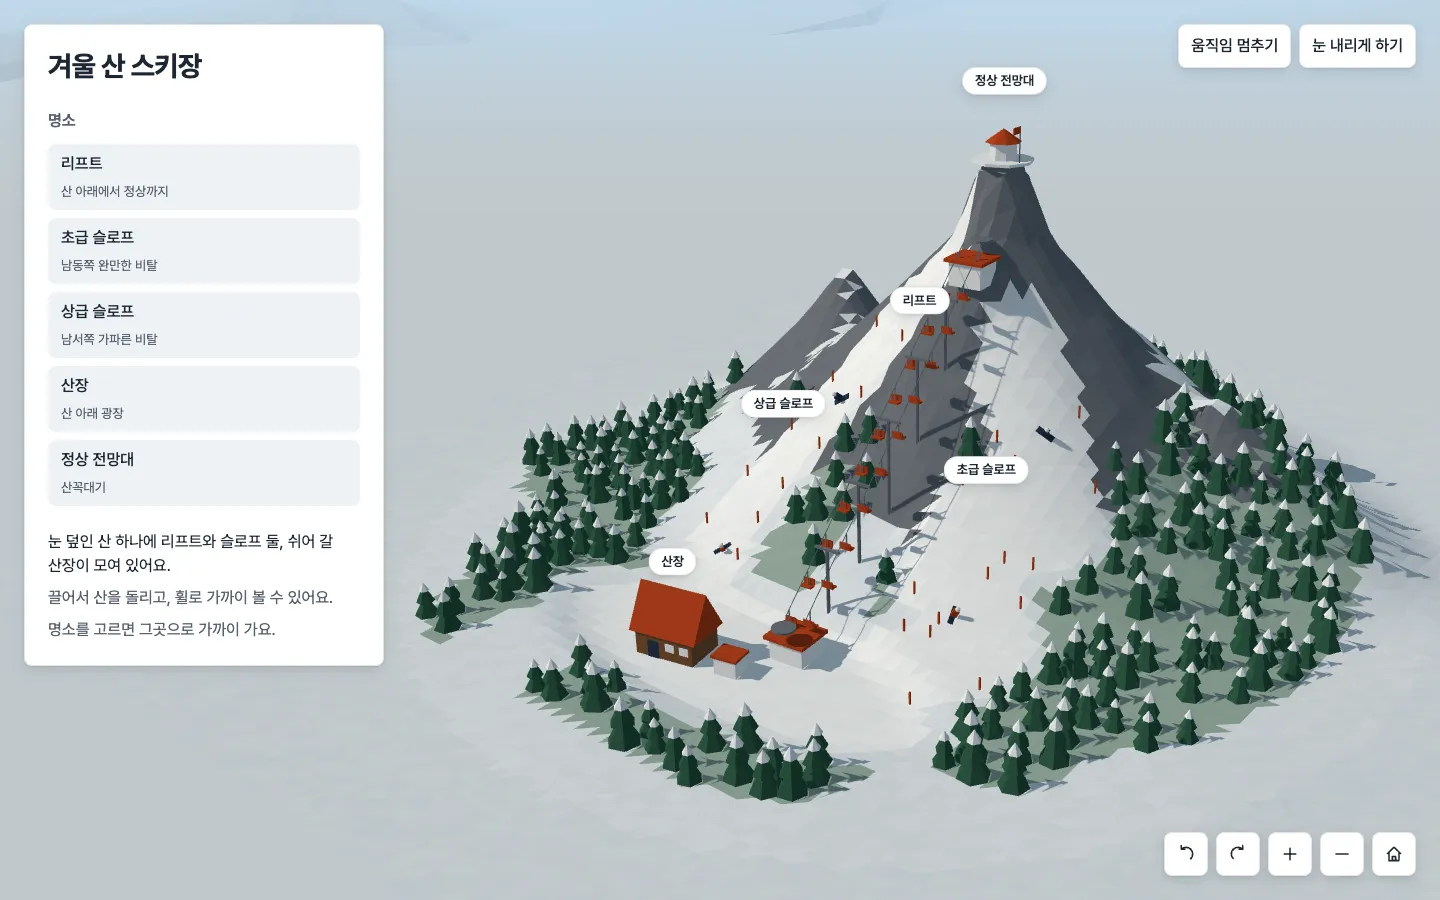 겨울 산 스키장
명소
리프트
산 아래에서 정상까지
초급 슬로프
남동쪽 완만한 비탈
상급 슬로프
남서쪽 가파른 비탈
산장
산 아래 광장
정상 전망대
산꼭대기
눈 덮인 산 하나에 리프트와 슬로프 둘, 쉬어 갈
산장이 모여 있어요.
끌어서 산을 돌리고, 휠로 가까이 볼 수 있어요.
명소를 고르면 그곳으로 가까이 가요.
움직임 멈추기
눈 내리게 하기
정상 전망대
리프트
상급 슬로프
초급 슬로프
산장